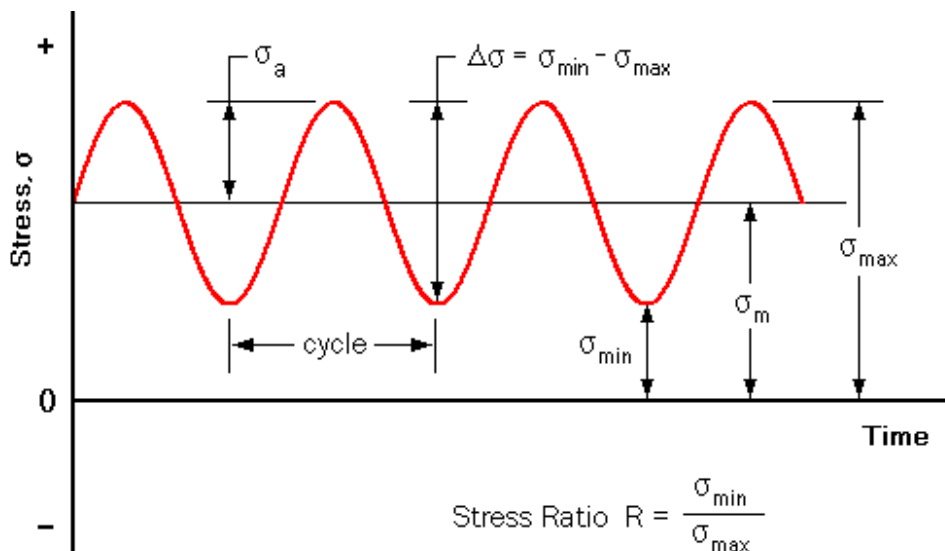 +
σa
Δσ = σmin - σmax
Stress, σ
σmax
σm
cycle
σmin
0
Time
−
Stress Ratio R = σmin / σmax